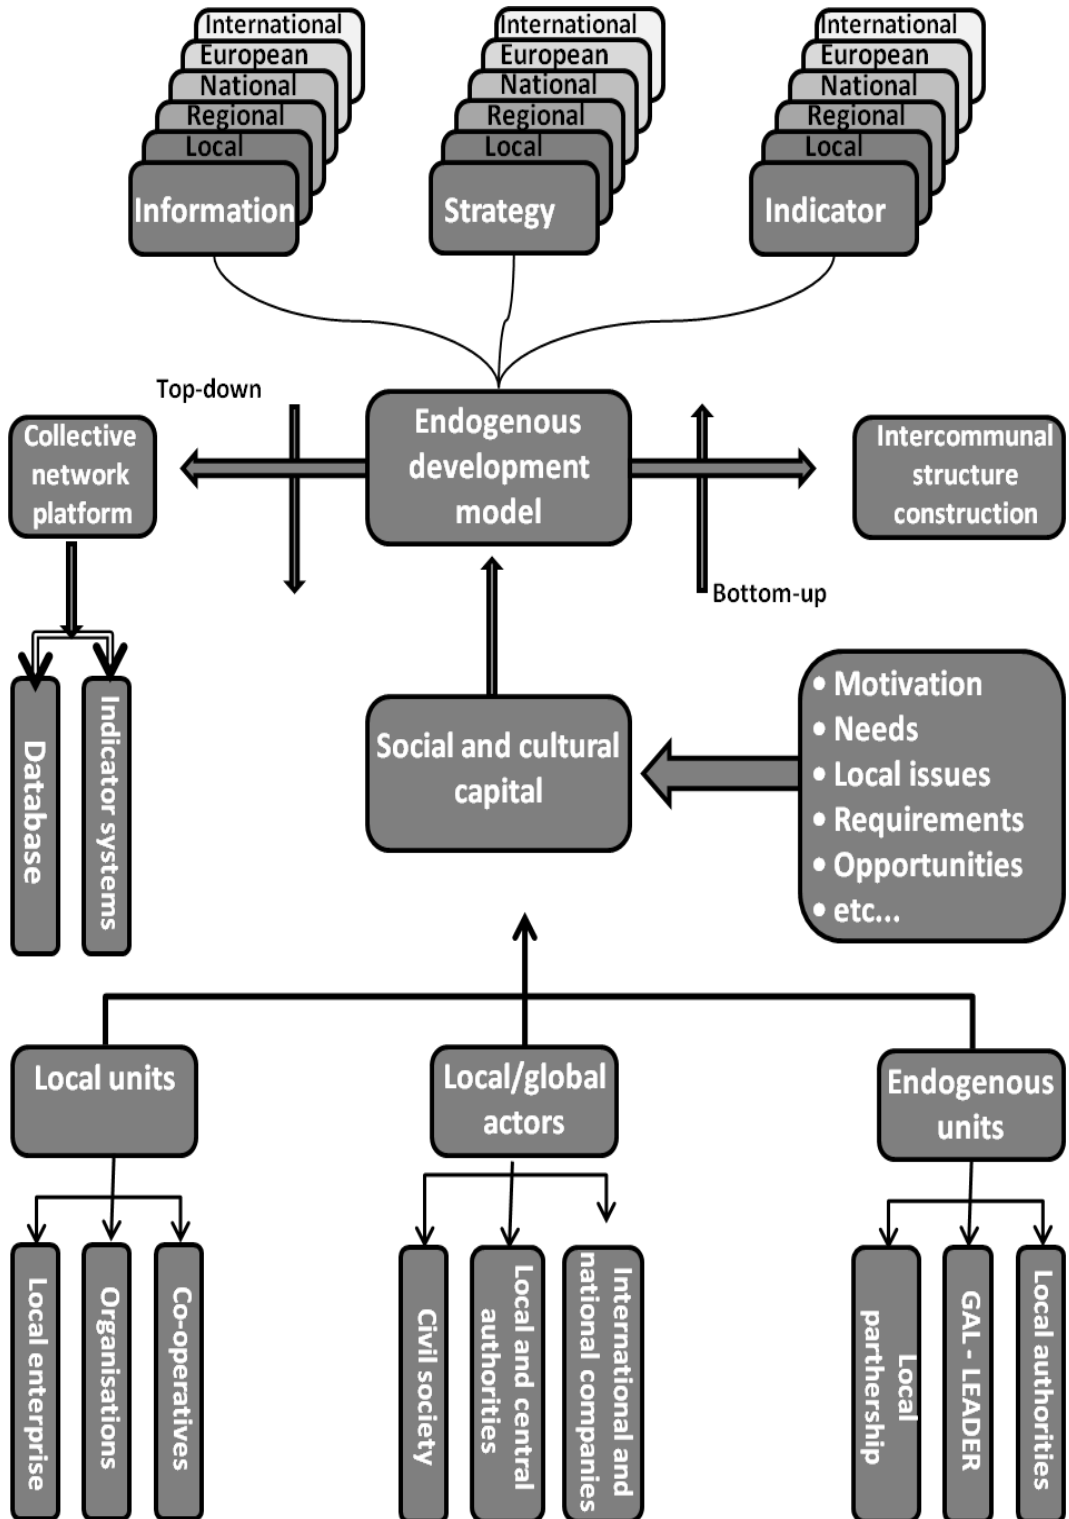 International
European
National
Regional
Local
Information
International
European
National
Regional
Local
Strategy
International
European
National
Regional
Local
Indicator
Top-down
Collective
network
platform
Endogenous
development
model
Intercommunal
structure
construction
Bottom-up
Database
Indicator systems
Social and cultural
capital
• Motivation
• Needs
• Local issues
• Requirements
• Opportunities
• etc...
Local units
Local/global
actors
Endogenous
units
Local enterprise
Organisations
Co-operatives
Civil society
Local and central
authorities
International and
national companies
Local
parthership
GAL - LEADER
Local authorities